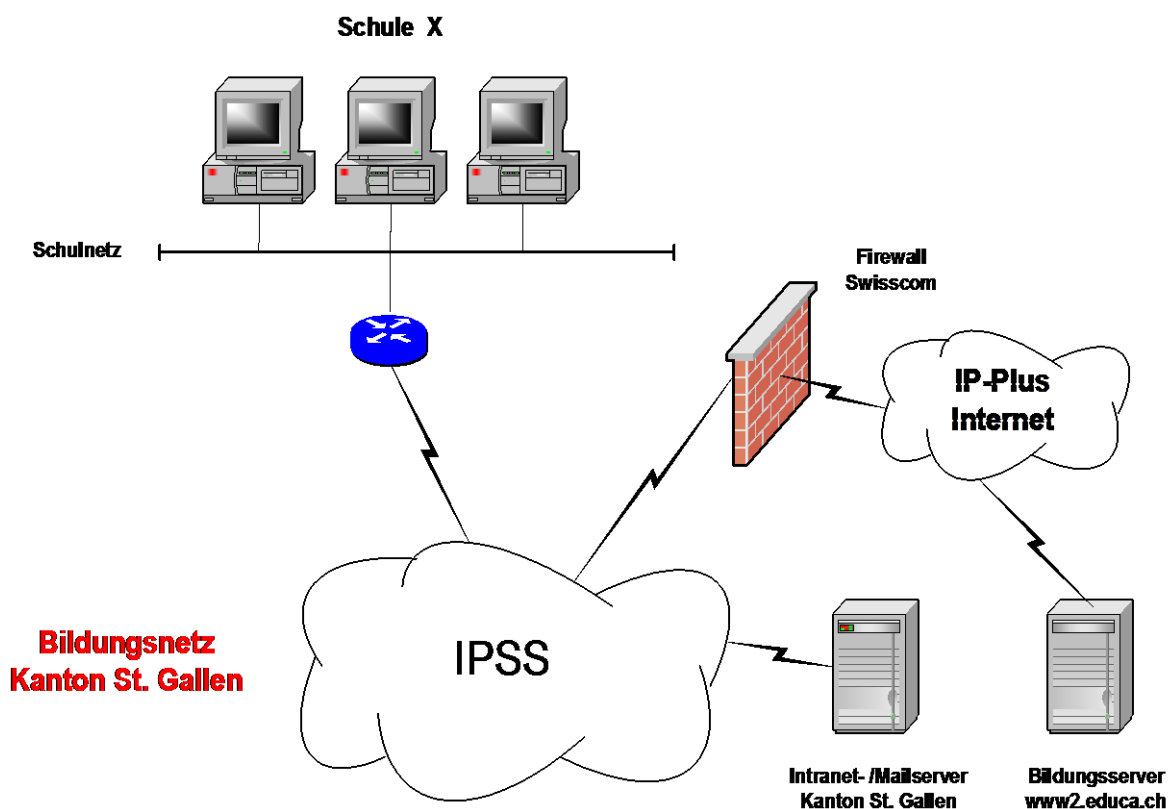 Schule X
Schulnetz
Firewall
Swisscom
IP-Plus
Internet
Bildungsnetz
Kanton St. Gallen
IPSS
Intranet- /Mailserver
Kanton St. Gallen
Bildungsserver
www2.educa.ch